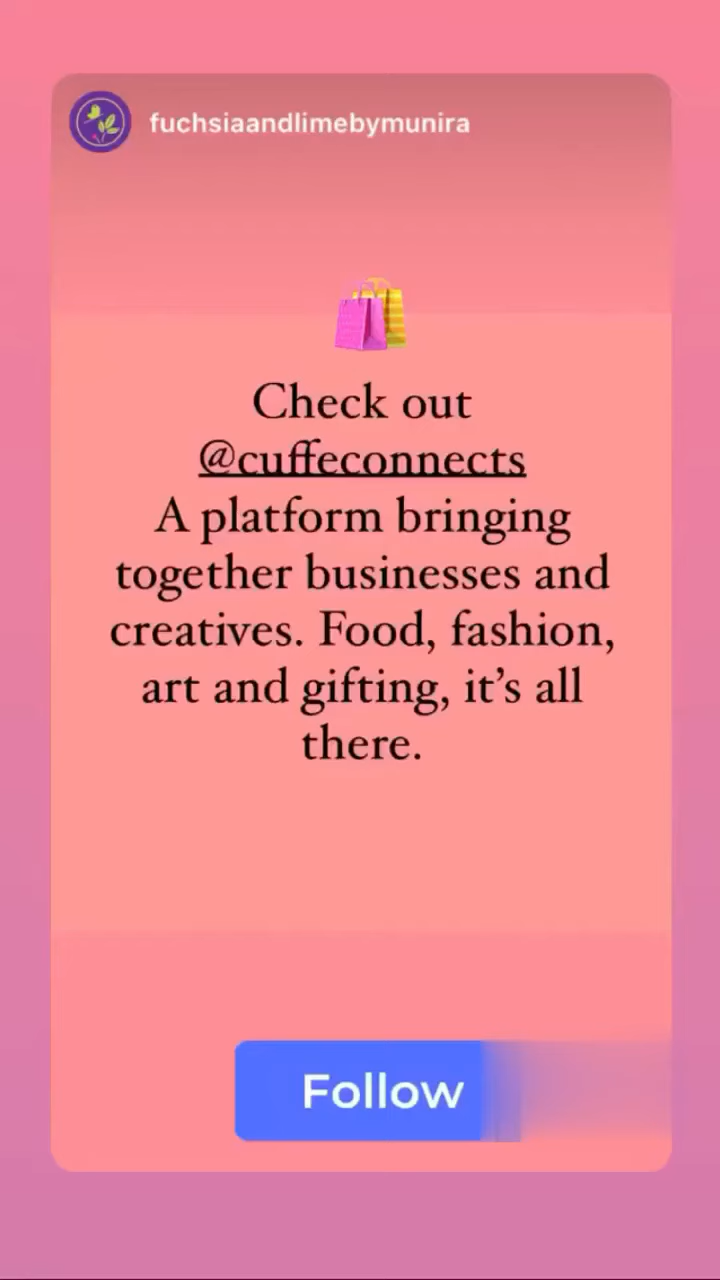 fuchsiaandlimebymunira
Check out
@cuffeconnects
A platform bringing
together businesses and
creatives. Food, fashion,
art and gifting, it’s all
there.
Follow